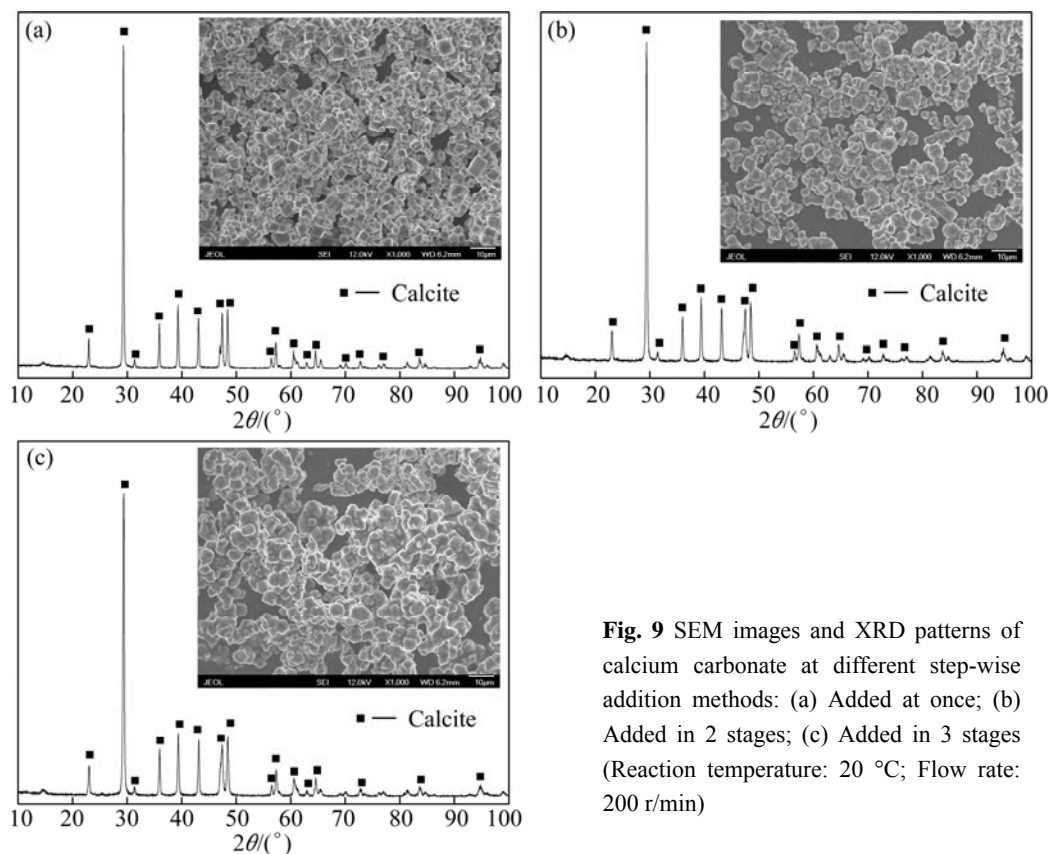 (a)
JEOL SEI 12.0kV X1,000 WD 6.2mm 10μm
■ — Calcite
10 20 30 40 50 60 70 80 90 100
2θ/(°)
(b)
JEOL SEI 12.0kV X1,000 WD 6.2mm 10μm
■ — Calcite
10 20 30 40 50 60 70 80 90 100
2θ/(°)
(c)
JEOL SEI 12.0kV X1,000 WD 6.2mm 10μm
■ — Calcite
10 20 30 40 50 60 70 80 90 100
2θ/(°)
Fig. 9 SEM images and XRD patterns of
calcium carbonate at different step-wise
addition methods: (a) Added at once; (b)
Added in 2 stages; (c) Added in 3 stages
(Reaction temperature: 20 °C; Flow rate:
200 r/min)